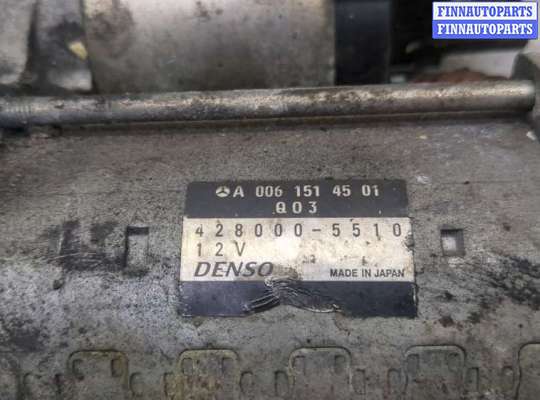 FINNAUTOPARTS
FINNAUTOPARTS
A 006 151 45 01
Q03
428000-5510
12V
DENSO
MADE IN JAPAN